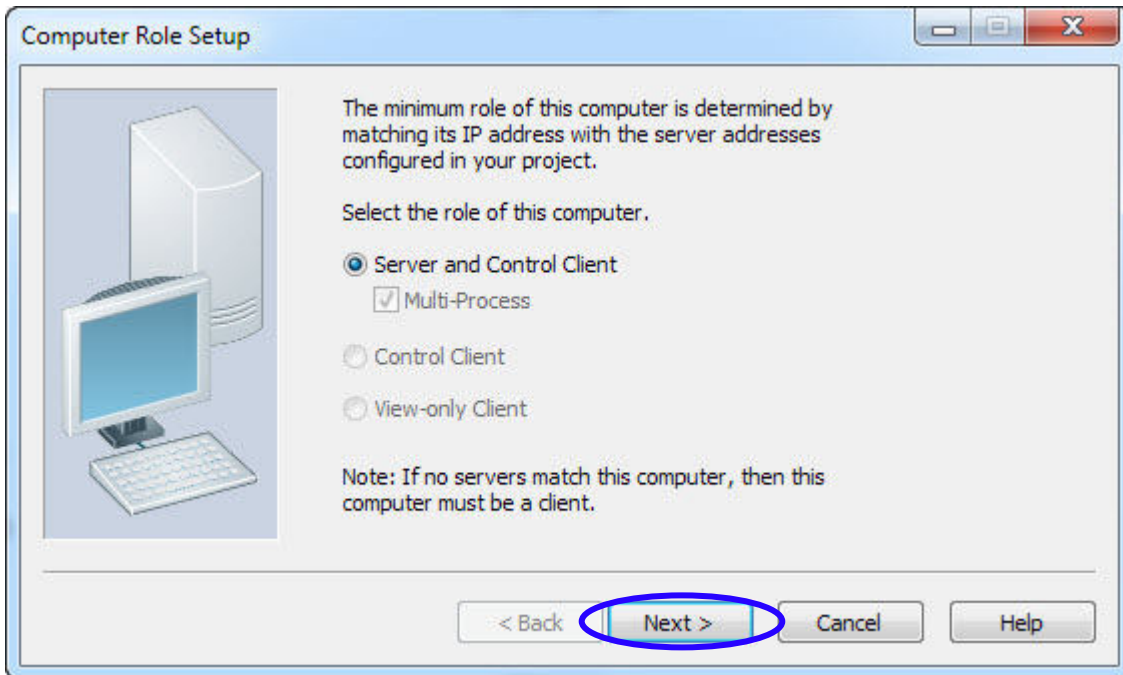 Computer Role Setup
The minimum role of this computer is determined by
matching its IP address with the server addresses
configured in your project.
Select the role of this computer.
Server and Control Client
Multi-Process
Control Client
View-only Client
Note: If no servers match this computer, then this
computer must be a client.
< Back Next > Cancel Help